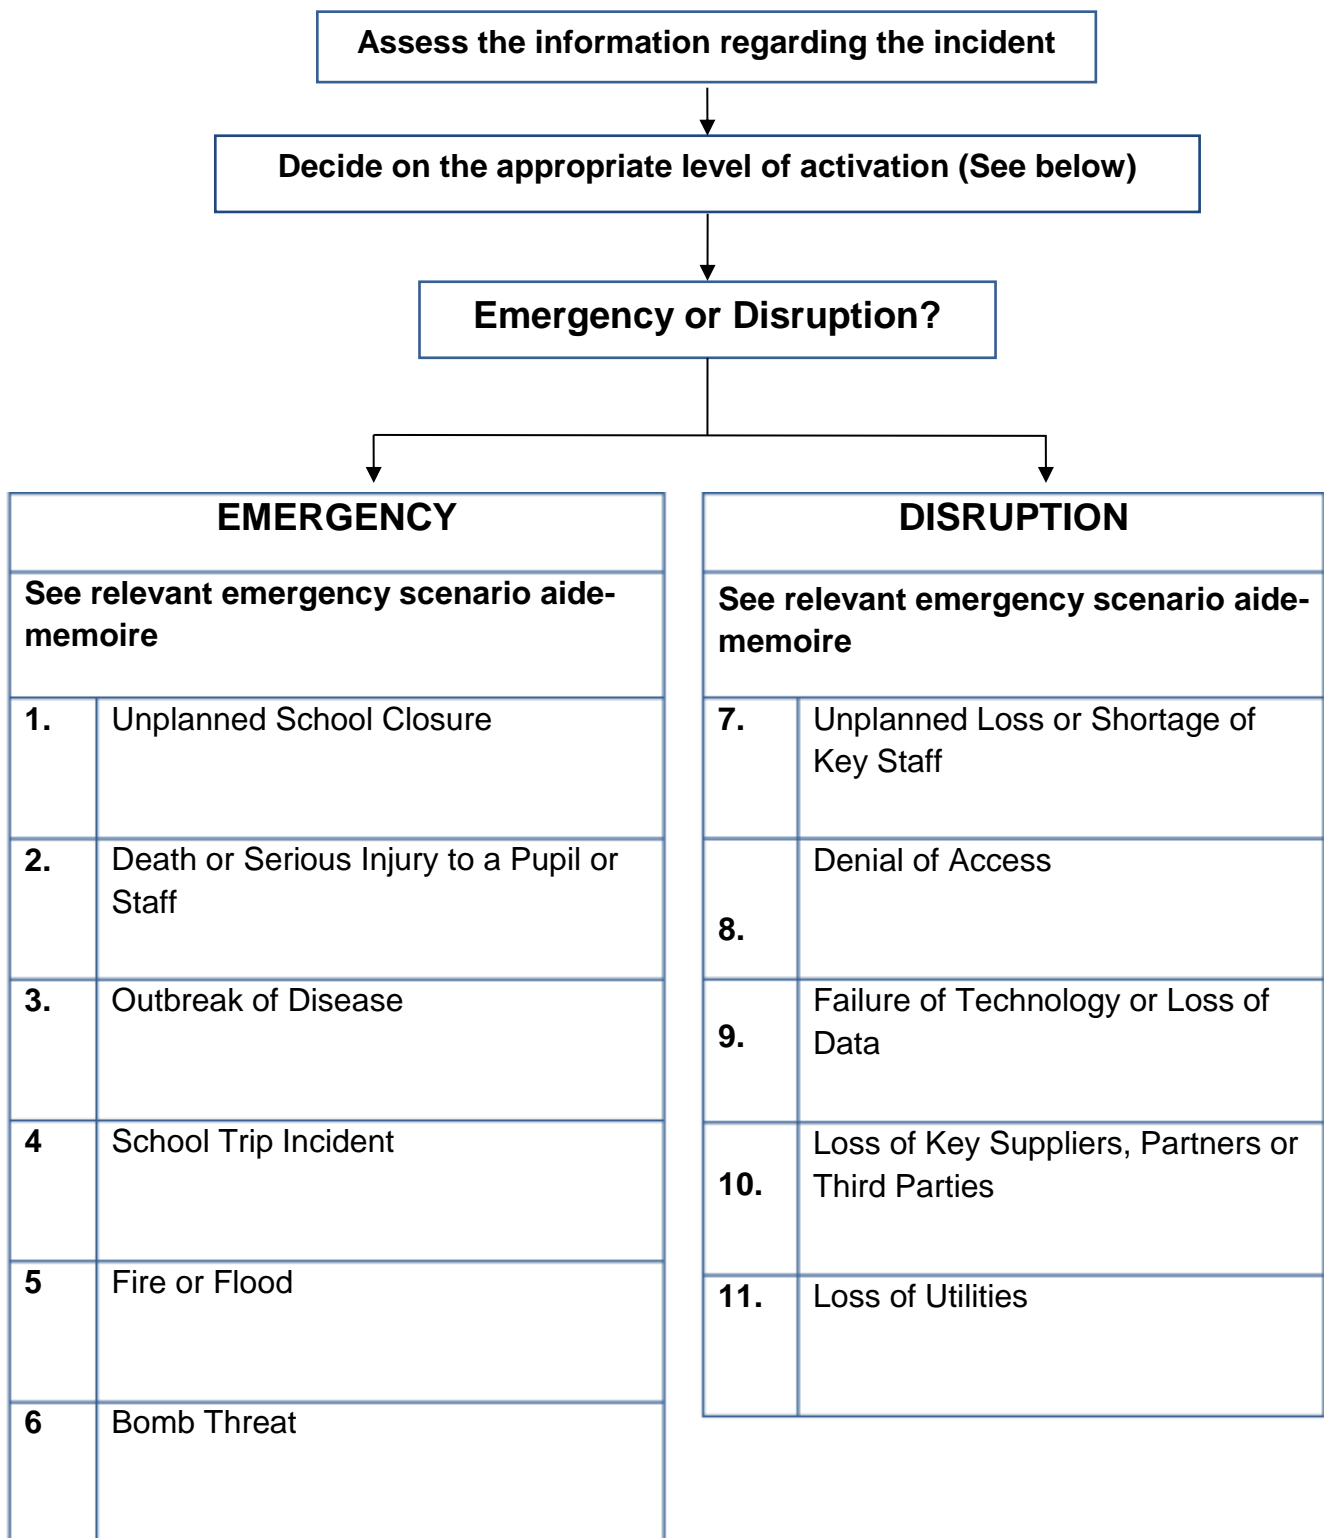 Assess the information regarding the incident
Decide on the appropriate level of activation (See below)
Emergency or Disruption?
EMERGENCY
See relevant emergency scenario aide-
memoire
1. Unplanned School Closure
2. Death or Serious Injury to a Pupil or
Staff
3. Outbreak of Disease
4 School Trip Incident
5 Fire or Flood
6 Bomb Threat
DISRUPTION
See relevant emergency scenario aide-
memoire
7. Unplanned Loss or Shortage of
Key Staff
Denial of Access
8.
Failure of Technology or Loss of
9. Data
Loss of Key Suppliers, Partners or
10. Third Parties
11. Loss of Utilities